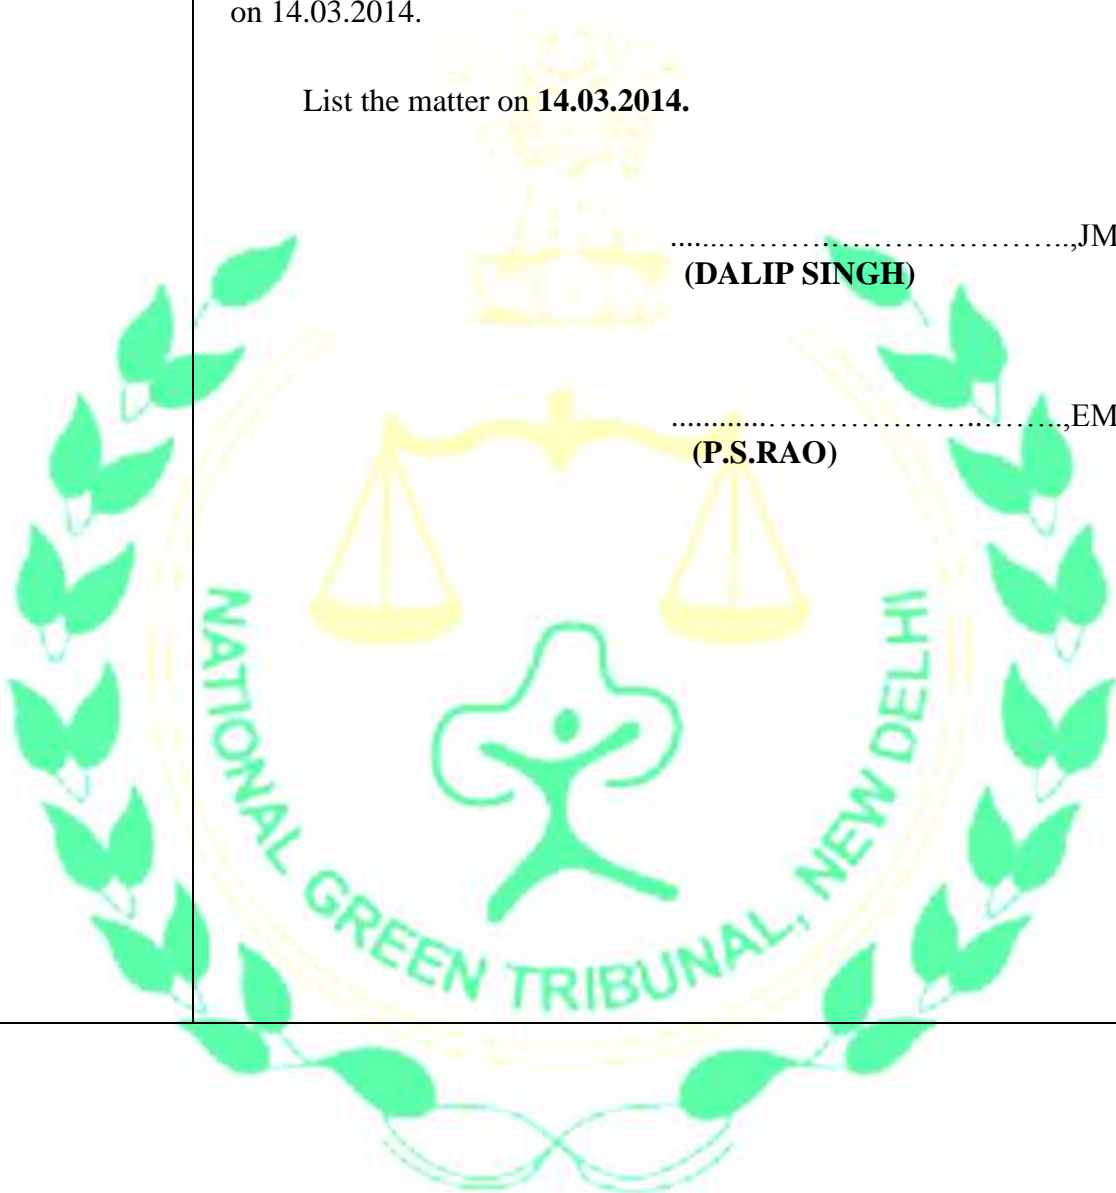 on 14.03.2014.
List the matter on 14.03.2014.
.......……………………………..,JM
(DALIP SINGH)
............…………………..……..,EM
(P.S.RAO)
NATIONAL GREEN TRIBUNAL, NEW DELHI